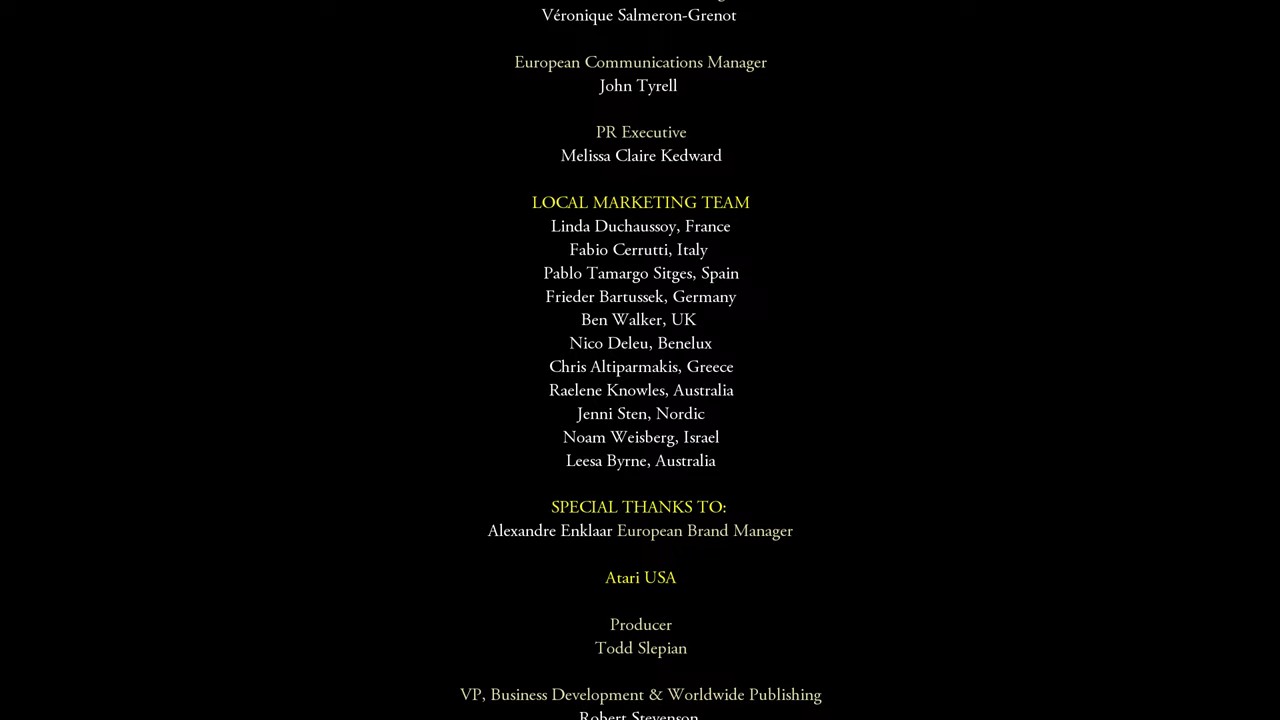 Véronique Salmeron-Grenot
European Communications Manager
John Tyrell
PR Executive
Melissa Claire Kedward
LOCAL MARKETING TEAM
Linda Duchaussoy, France
Fabio Cerrutti, Italy
Pablo Tamargo Sitges, Spain
Frieder Bartussek, Germany
Ben Walker, UK
Nico Deleu, Benelux
Chris Altiparmakis, Greece
Raelene Knowles, Australia
Jenni Sten, Nordic
Noam Weisberg, Israel
Leesa Byrne, Australia
SPECIAL THANKS TO:
Alexandre Enklaar European Brand Manager
Atari USA
Producer
Todd Slepian
VP, Business Development & Worldwide Publishing
Robert Stevenson